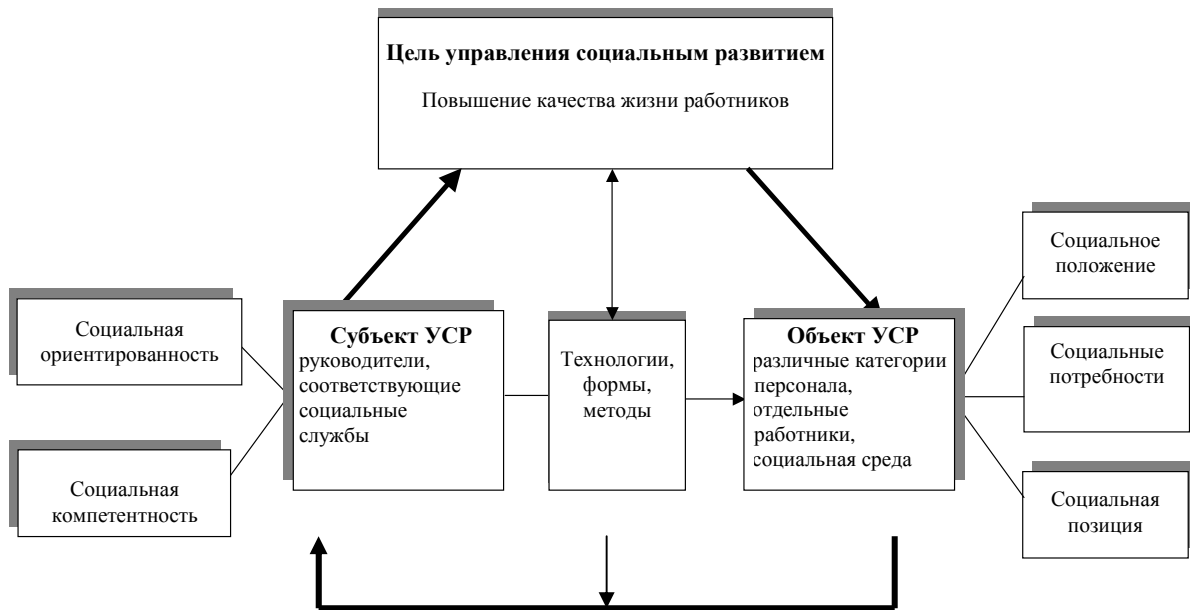 Цель управления социальным развитием
Повышение качества жизни работников
Социальная
ориентированность
Социальная
компетентность
Субъект УСР
руководители,
соответствующие
социальные
службы
Технологии,
формы,
методы
Объект УСР
различные категории
персонала,
отдельные
работники,
социальная среда
Социальное
положение
Социальные
потребности
Социальная
позиция